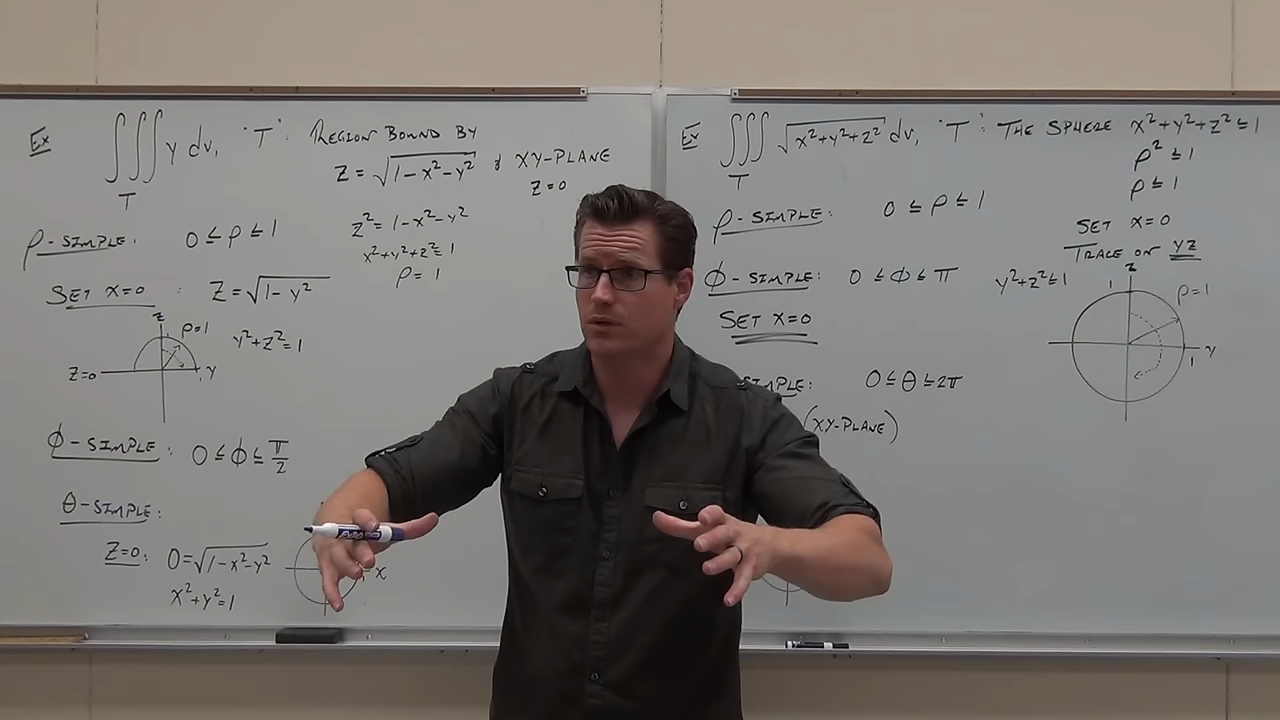 Ex ∭_T y dv, "T": REGION BOUND BY
z = √(1-x²-y²) & XY-PLANE
z=0
ρ-SIMPLE: 0 ≤ ρ ≤ 1
z² = 1-x²-y²
x²+y²+z²=1
ρ = 1
SET x=0 : z = √(1-y²)
z
ρ=1
y²+z²=1
z=0
y
ϕ-SIMPLE: 0 ≤ ϕ ≤ π/2
θ-SIMPLE:
z=0: 0=√(1-x²-y²)
x²+y²=1
x
Ex ∭_T √(x²+y²+z²) dv, "T": THE SPHERE x²+y²+z² ≤ 1
ρ² ≤ 1
ρ ≤ 1
ρ-SIMPLE: 0 ≤ ρ ≤ 1
SET x=0
TRACE ON YZ
ϕ-SIMPLE: 0 ≤ ϕ ≤ π
y²+z² ≤ 1
z
1
ρ=1
y
1
SET x=0
SIMPLE: 0 ≤ θ ≤ 2π
(XY-PLANE)